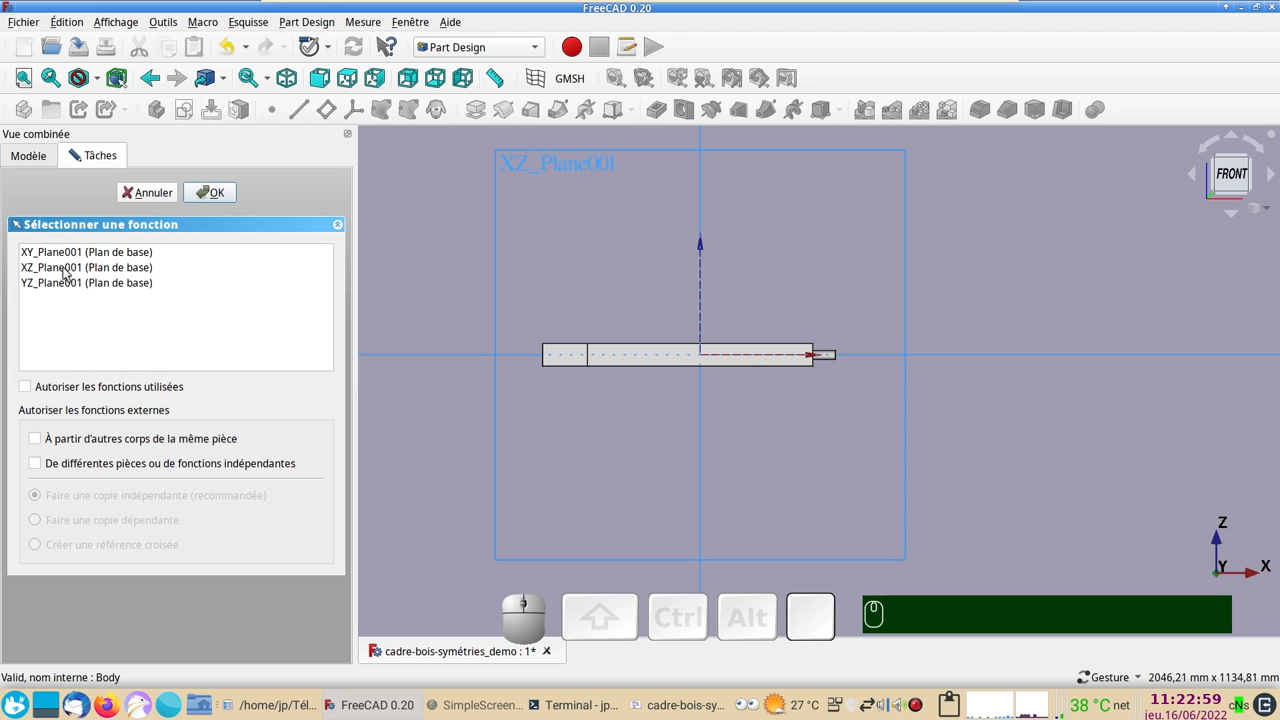 FreeCAD 0.20
Fichier Édition Affichage Outils Macro Esquisse Part Design Mesure Fenêtre Aide
Part Design
GMSH
Vue combinée
Modèle Tâches
Annuler OK
Sélectionner une fonction
XY_Plane001 (Plan de base)
XZ_Plane001 (Plan de base)
YZ_Plane001 (Plan de base)
Autoriser les fonctions utilisées
Autoriser les fonctions externes
À partir d'autres corps de la même pièce
De différentes pièces ou de fonctions indépendantes
Faire une copie indépendante (recommandée)
Faire une copie dépendante
Créer une référence croisée
XZ_Plane001
FRONT
Z
Y X
Ctrl Alt
cadre-bois-symétries_demo : 1*
Valid, nom interne : Body
Gesture 2046,21 mm x 1134,81 mm
/home/jp/Tél... FreeCAD 0.20 SimpleScreen... Terminal - jp... cadre-bois-sy... 27 °C 38 °C net 11:22:59
jeu.16/06/2022